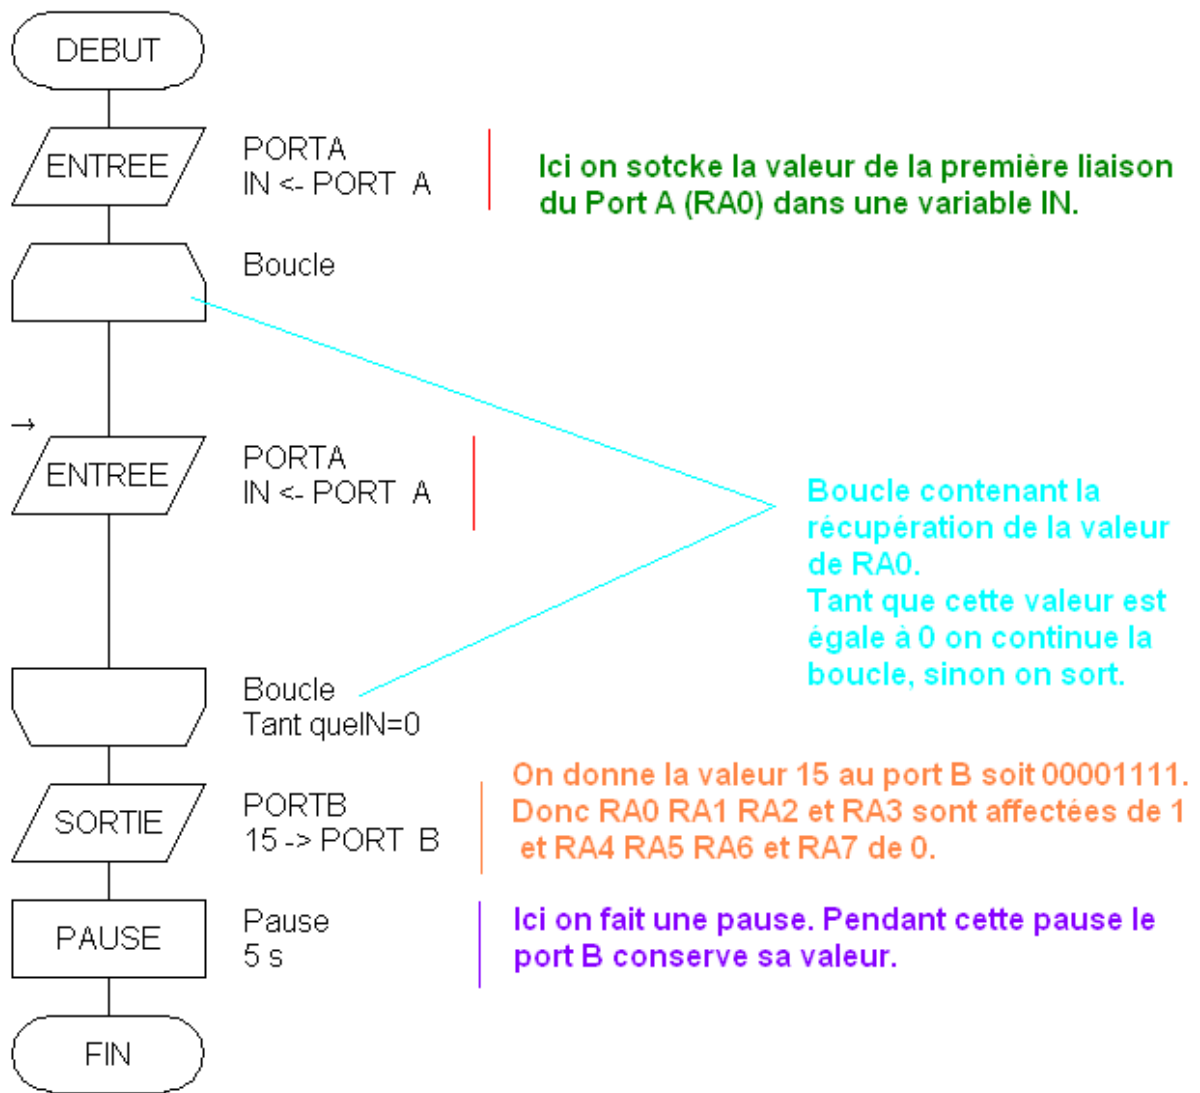 DEBUT
ENTREE
PORTA
IN <- PORT A
Ici on sotcke la valeur de la première liaison
du Port A (RA0) dans une variable IN.
Boucle
→
ENTREE
PORTA
IN <- PORT A
Boucle contenant la
récupération de la valeur
de RA0.
Tant que cette valeur est
égale à 0 on continue la
boucle, sinon on sort.
Boucle
Tant queIN=0
SORTIE
PORTB
15 -> PORT B
On donne la valeur 15 au port B soit 00001111.
Donc RA0 RA1 RA2 et RA3 sont affectées de 1
et RA4 RA5 RA6 et RA7 de 0.
PAUSE
Pause
5 s
Ici on fait une pause. Pendant cette pause le
port B conserve sa valeur.
FIN